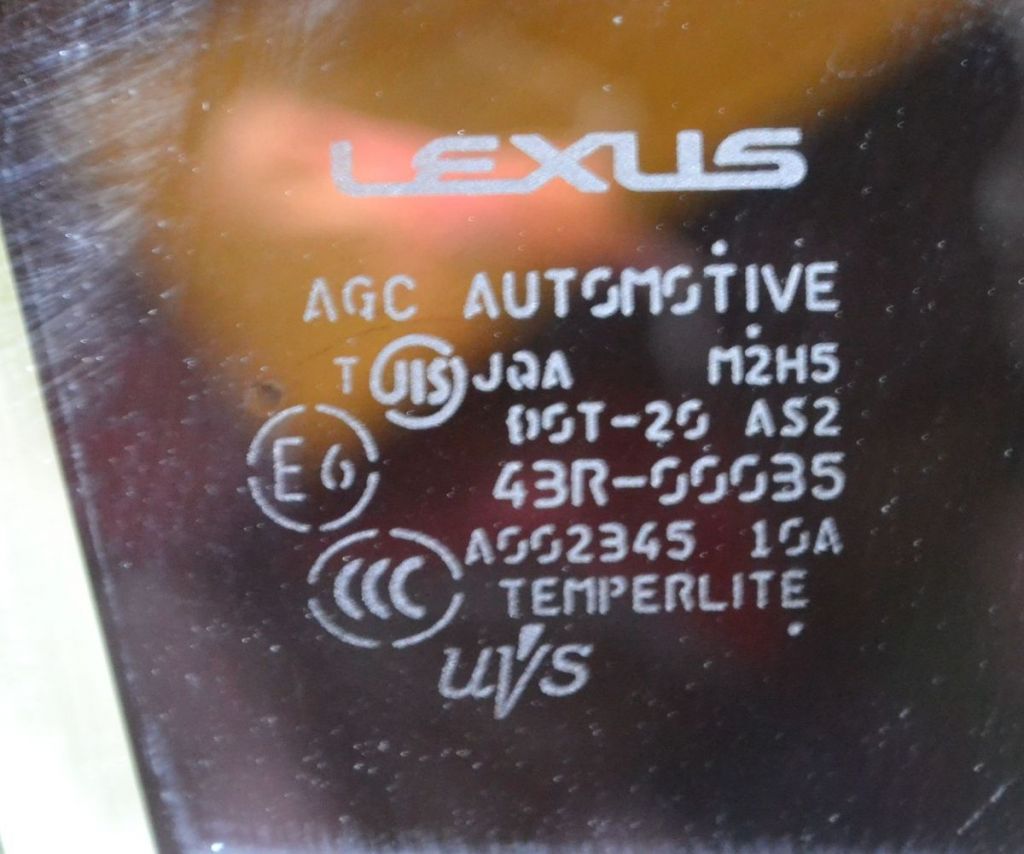 LEXUS
AGC AUTOMOTIVE
T JIS JQA M2H5
DOT-20 AS2
E6 43R-00035
A002345 10A
CCC TEMPERLITE
UVS